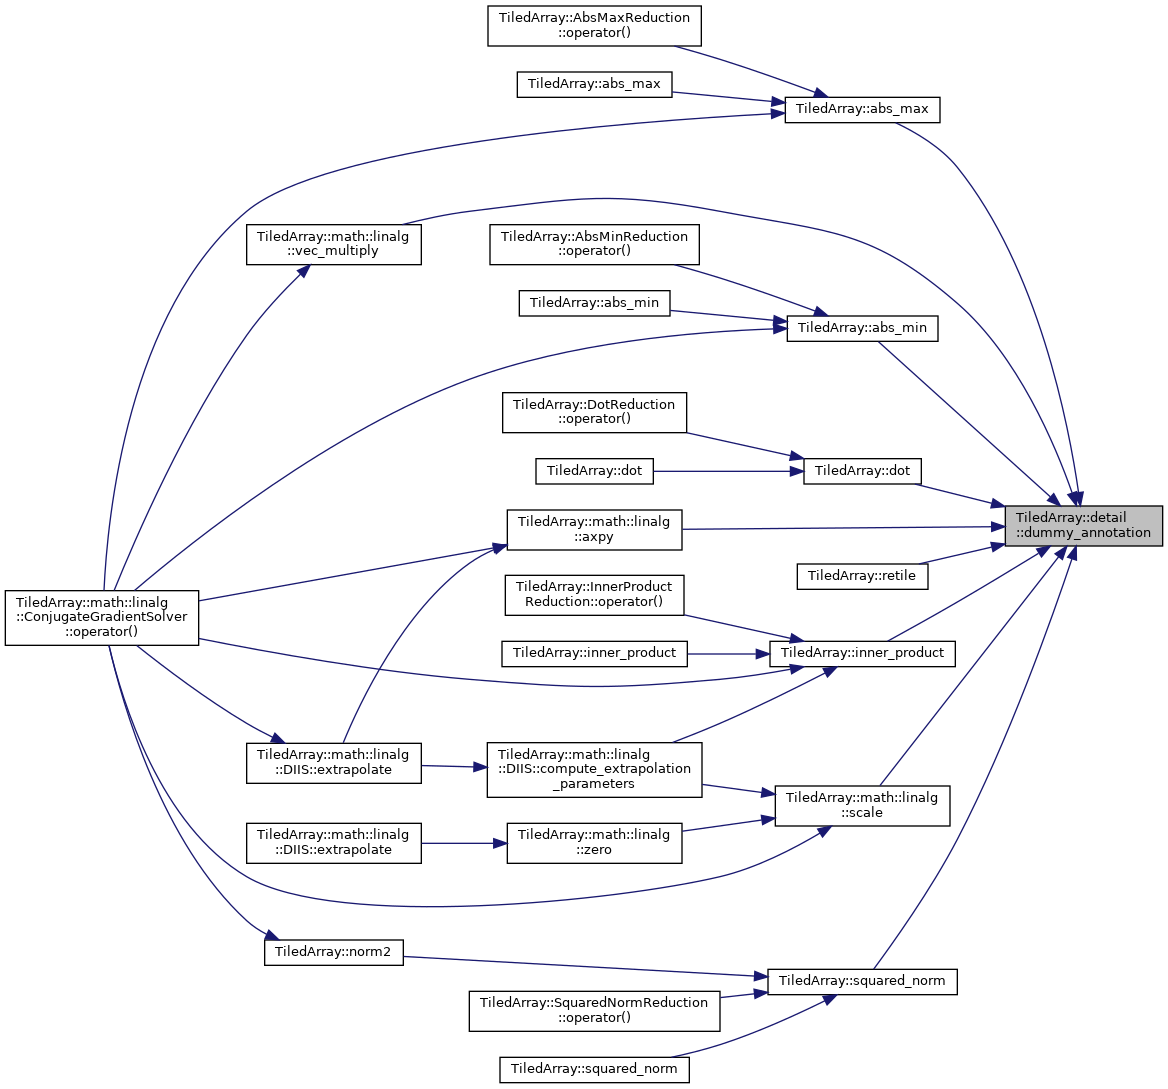 TiledArray::AbsMaxReduction
::operator()
TiledArray::abs_max
TiledArray::abs_max
TiledArray::math::linalg
::vec_multiply
TiledArray::AbsMinReduction
::operator()
TiledArray::abs_min
TiledArray::abs_min
TiledArray::DotReduction
::operator()
TiledArray::dot
TiledArray::dot
TiledArray::detail
::dummy_annotation
TiledArray::math::linalg
::axpy
TiledArray::retile
TiledArray::InnerProduct
Reduction::operator()
TiledArray::math::linalg
::ConjugateGradientSolver
::operator()
TiledArray::inner_product
TiledArray::inner_product
TiledArray::math::linalg
::DIIS::extrapolate
TiledArray::math::linalg
::DIIS::compute_extrapolation
_parameters
TiledArray::math::linalg
::scale
TiledArray::math::linalg
::DIIS::extrapolate
TiledArray::math::linalg
::zero
TiledArray::norm2
TiledArray::squared_norm
TiledArray::SquaredNormReduction
::operator()
TiledArray::squared_norm